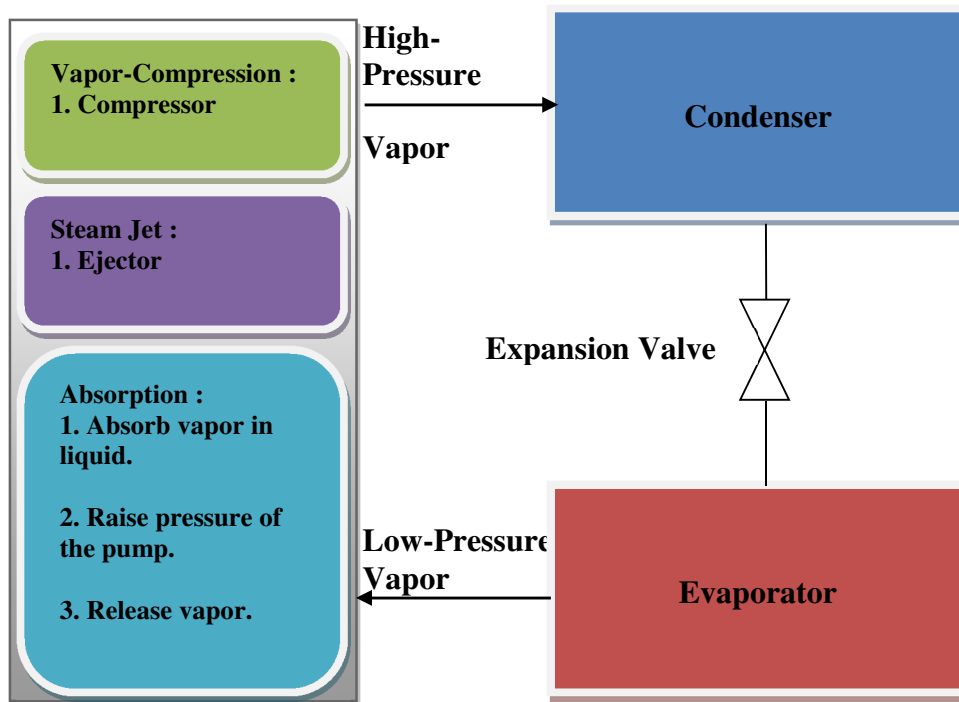 Vapor-Compression :
1. Compressor
Steam Jet :
1. Ejector
Absorption :
1. Absorb vapor in
liquid.
2. Raise pressure of
the pump.
3. Release vapor.
High-
Pressure
Vapor
Condenser
Expansion Valve
Low-Pressure
Vapor
Evaporator